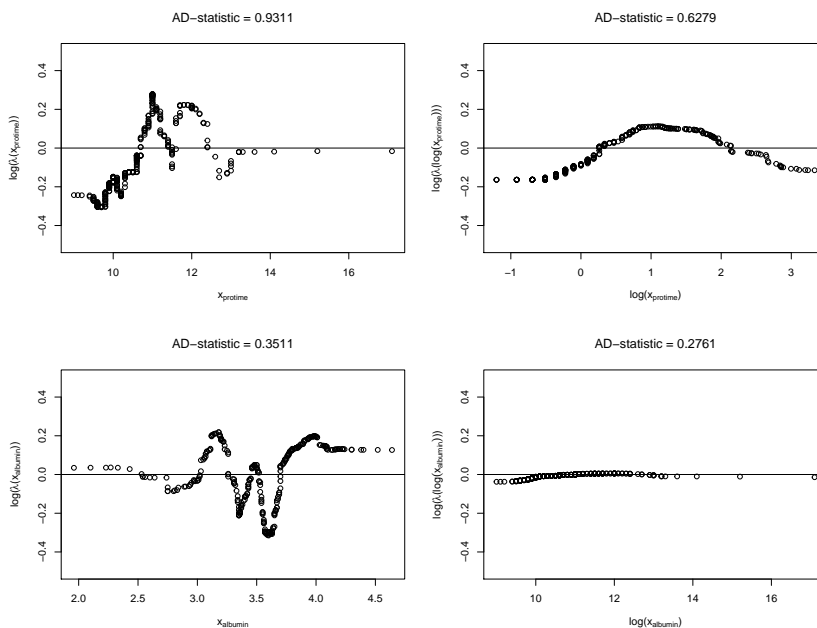 AD−statistic = 0.9311
log(λ(x_protime))
0.4
0.2
0.0
−0.2
−0.4
10 12 14 16
x_protime
AD−statistic = 0.6279
log(λ(log(x_protime)))
0.4
0.2
0.0
−0.2
−0.4
−1 0 1 2 3
log(x_protime)
AD−statistic = 0.3511
log(λ(x_albumin))
0.4
0.2
0.0
−0.2
−0.4
2.0 2.5 3.0 3.5 4.0 4.5
x_albumin
AD−statistic = 0.2761
log(λ(log(x_albumin)))
0.4
0.2
0.0
−0.2
−0.4
10 12 14 16
log(x_albumin)